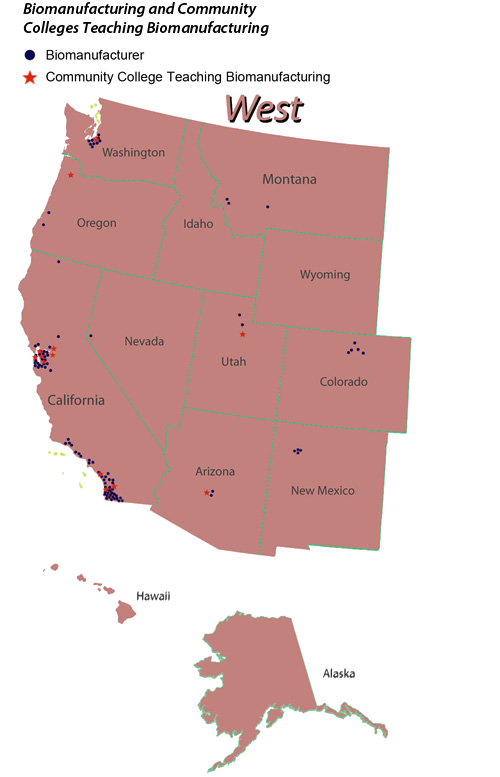 Biomanufacturing and Community
Colleges Teaching Biomanufacturing
Biomanufacturer
Community College Teaching Biomanufacturing
West
Washington
Montana
Oregon
Idaho
Wyoming
Nevada
Utah
Colorado
California
Arizona
New Mexico
Hawaii
Alaska